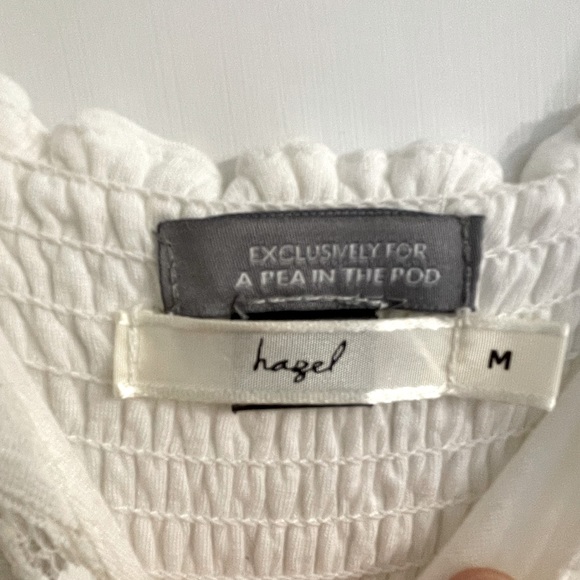 EXCLUSIVELY FOR
A PEA IN THE POD
hazel
M